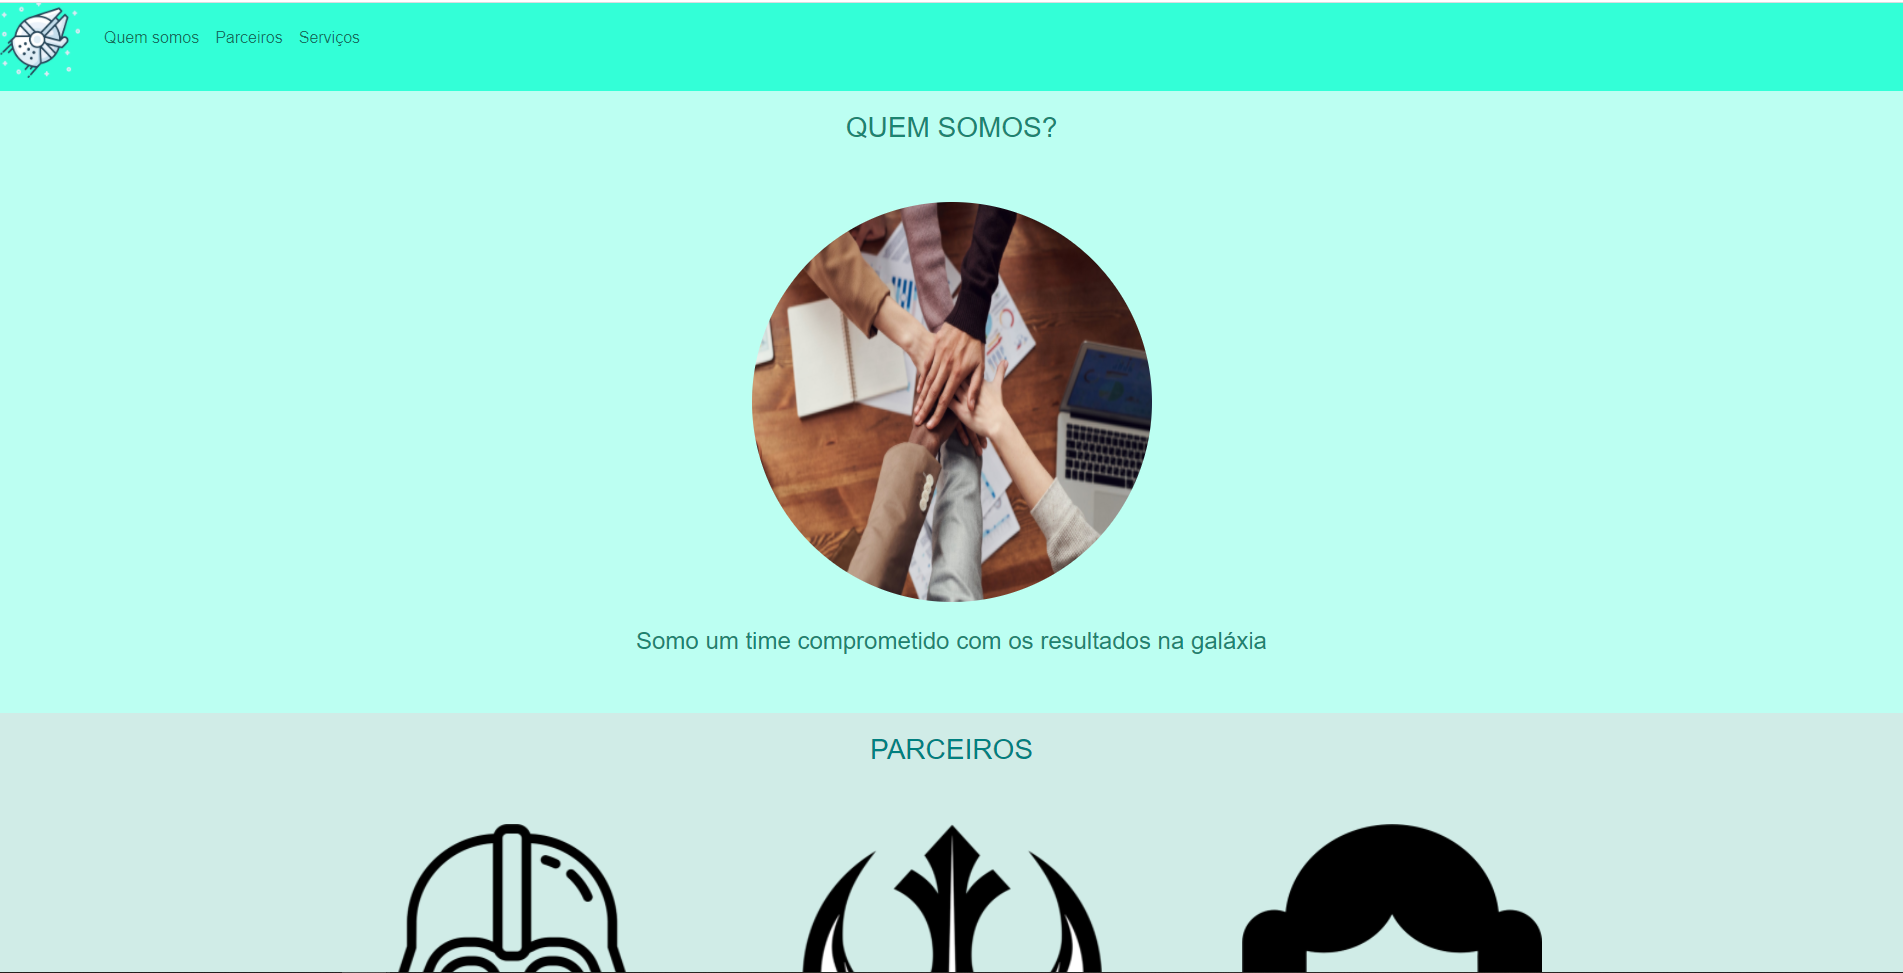 Quem somos Parceiros Serviços
QUEM SOMOS?
Somo um time comprometido com os resultados na galáxia
PARCEIROS